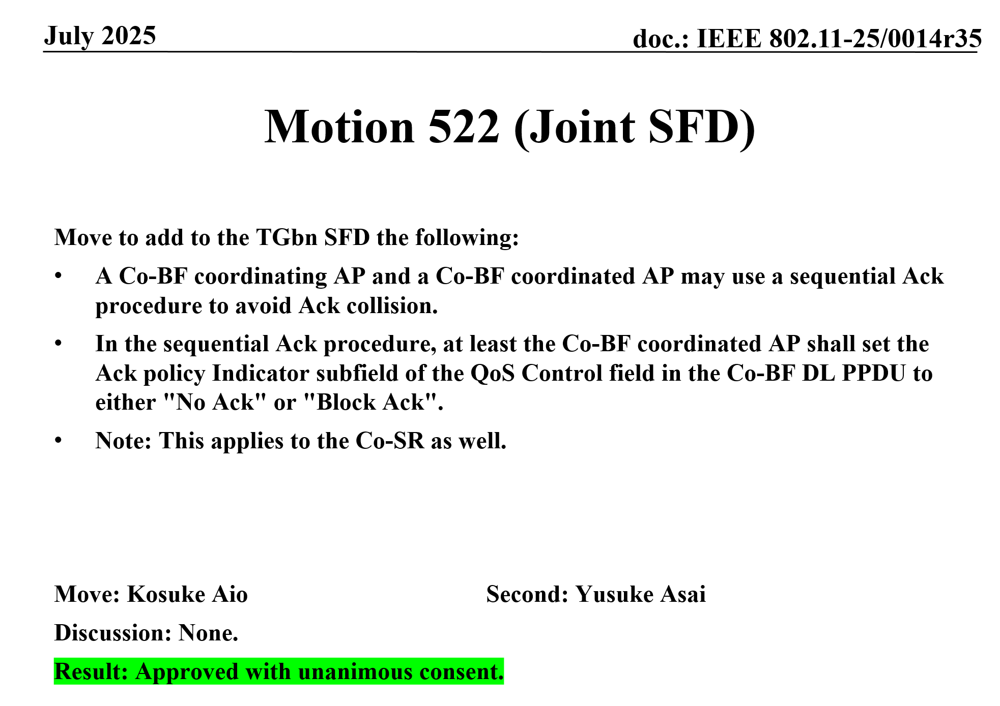 July 2025 doc.: IEEE 802.11-25/0014r35
Motion 522 (Joint SFD)
Move to add to the TGbn SFD the following:
• A Co-BF coordinating AP and a Co-BF coordinated AP may use a sequential Ack
procedure to avoid Ack collision.
• In the sequential Ack procedure, at least the Co-BF coordinated AP shall set the
Ack policy Indicator subfield of the QoS Control field in the Co-BF DL PPDU to
either "No Ack" or "Block Ack".
• Note: This applies to the Co-SR as well.
Move: Kosuke Aio Second: Yusuke Asai
Discussion: None.
Result: Approved with unanimous consent.